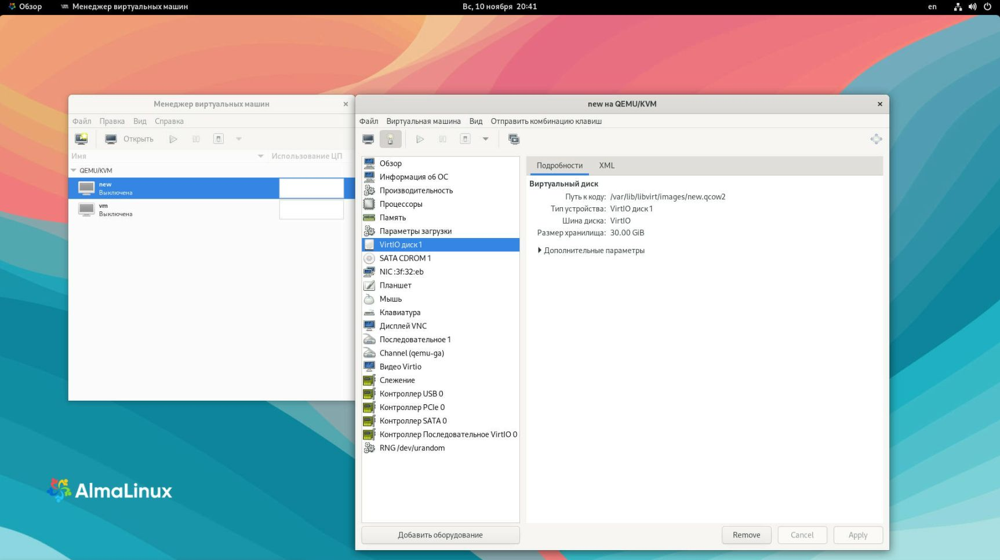 Обзор
Менеджер виртуальных машин
Вс, 10 ноября 20:41
en
Менеджер виртуальных машин
Файл Правка Вид Справка
Открыть
Имя Использование ЦП
QEMU/KVM
new
Выключена
vm
Выключена
AlmaLinux
new на QEMU/KVM
Файл Виртуальная машина Вид Отправить комбинацию клавиш
Обзор
Информация об ОС
Производительность
Процессоры
Память
Параметры загрузки
VirtIO диск 1
SATA CDROM 1
NIC :3f:32:eb
Планшет
Мышь
Клавиатура
Дисплей VNC
Последовательное 1
Channel (qemu-ga)
Видео Virtio
Слежение
Контроллер USB 0
Контроллер PCIe 0
Контроллер SATA 0
Контроллер Последовательное VirtIO 0
RNG /dev/urandom
Добавить оборудование
Подробности XML
Виртуальный диск
Путь к коду: /var/lib/libvirt/images/new.qcow2
Тип устройства: VirtIO диск 1
Шина диска: VirtIO
Размер хранилища: 30.00 GiB
Дополнительные параметры
Remove Cancel Apply